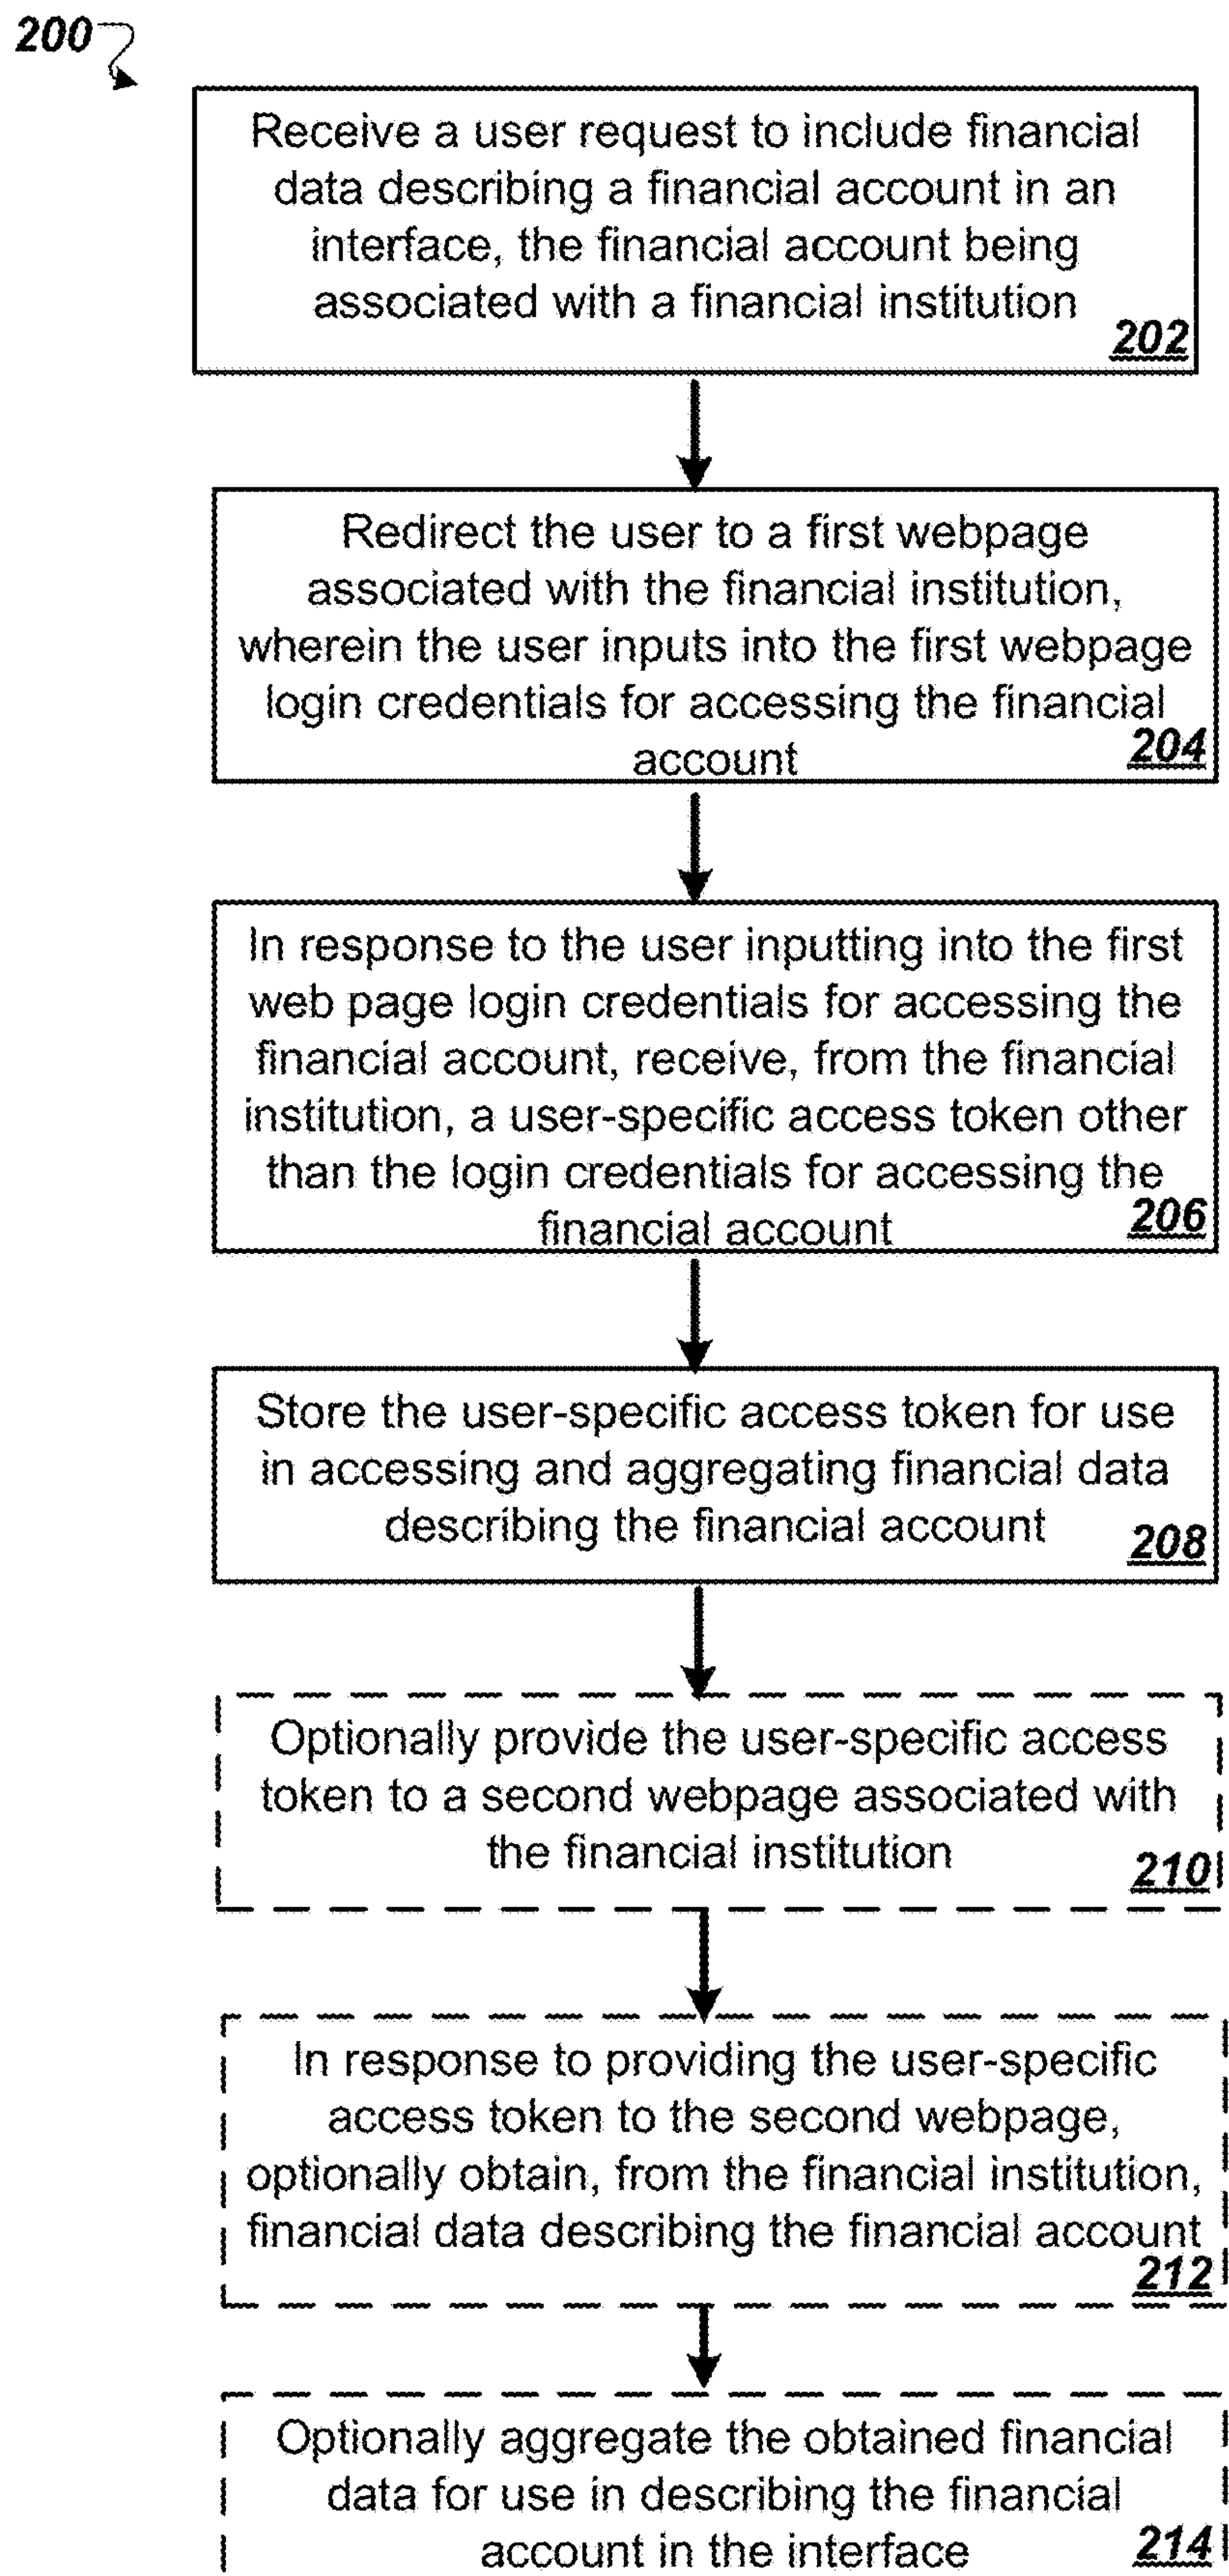 200
Receive a user request to include financial
data describing a financial account in an
interface, the financial account being
associated with a financial institution
202
Redirect the user to a first webpage
associated with the financial institution,
wherein the user inputs into the first webpage
login credentials for accessing the financial
account
204
In response to the user inputting into the first
web page login credentials for accessing the
financial account, receive, from the financial
institution, a user-specific access token other
than the login credentials for accessing the
financial account
206
Store the user-specific access token for use
in accessing and aggregating financial data
describing the financial account
208
Optionally provide the user-specific access
token to a second webpage associated with
the financial institution
210
In response to providing the user-specific
access token to the second webpage,
optionally obtain, from the financial institution,
financial data describing the financial account
212
Optionally aggregate the obtained financial
data for use in describing the financial
account in the interface
214